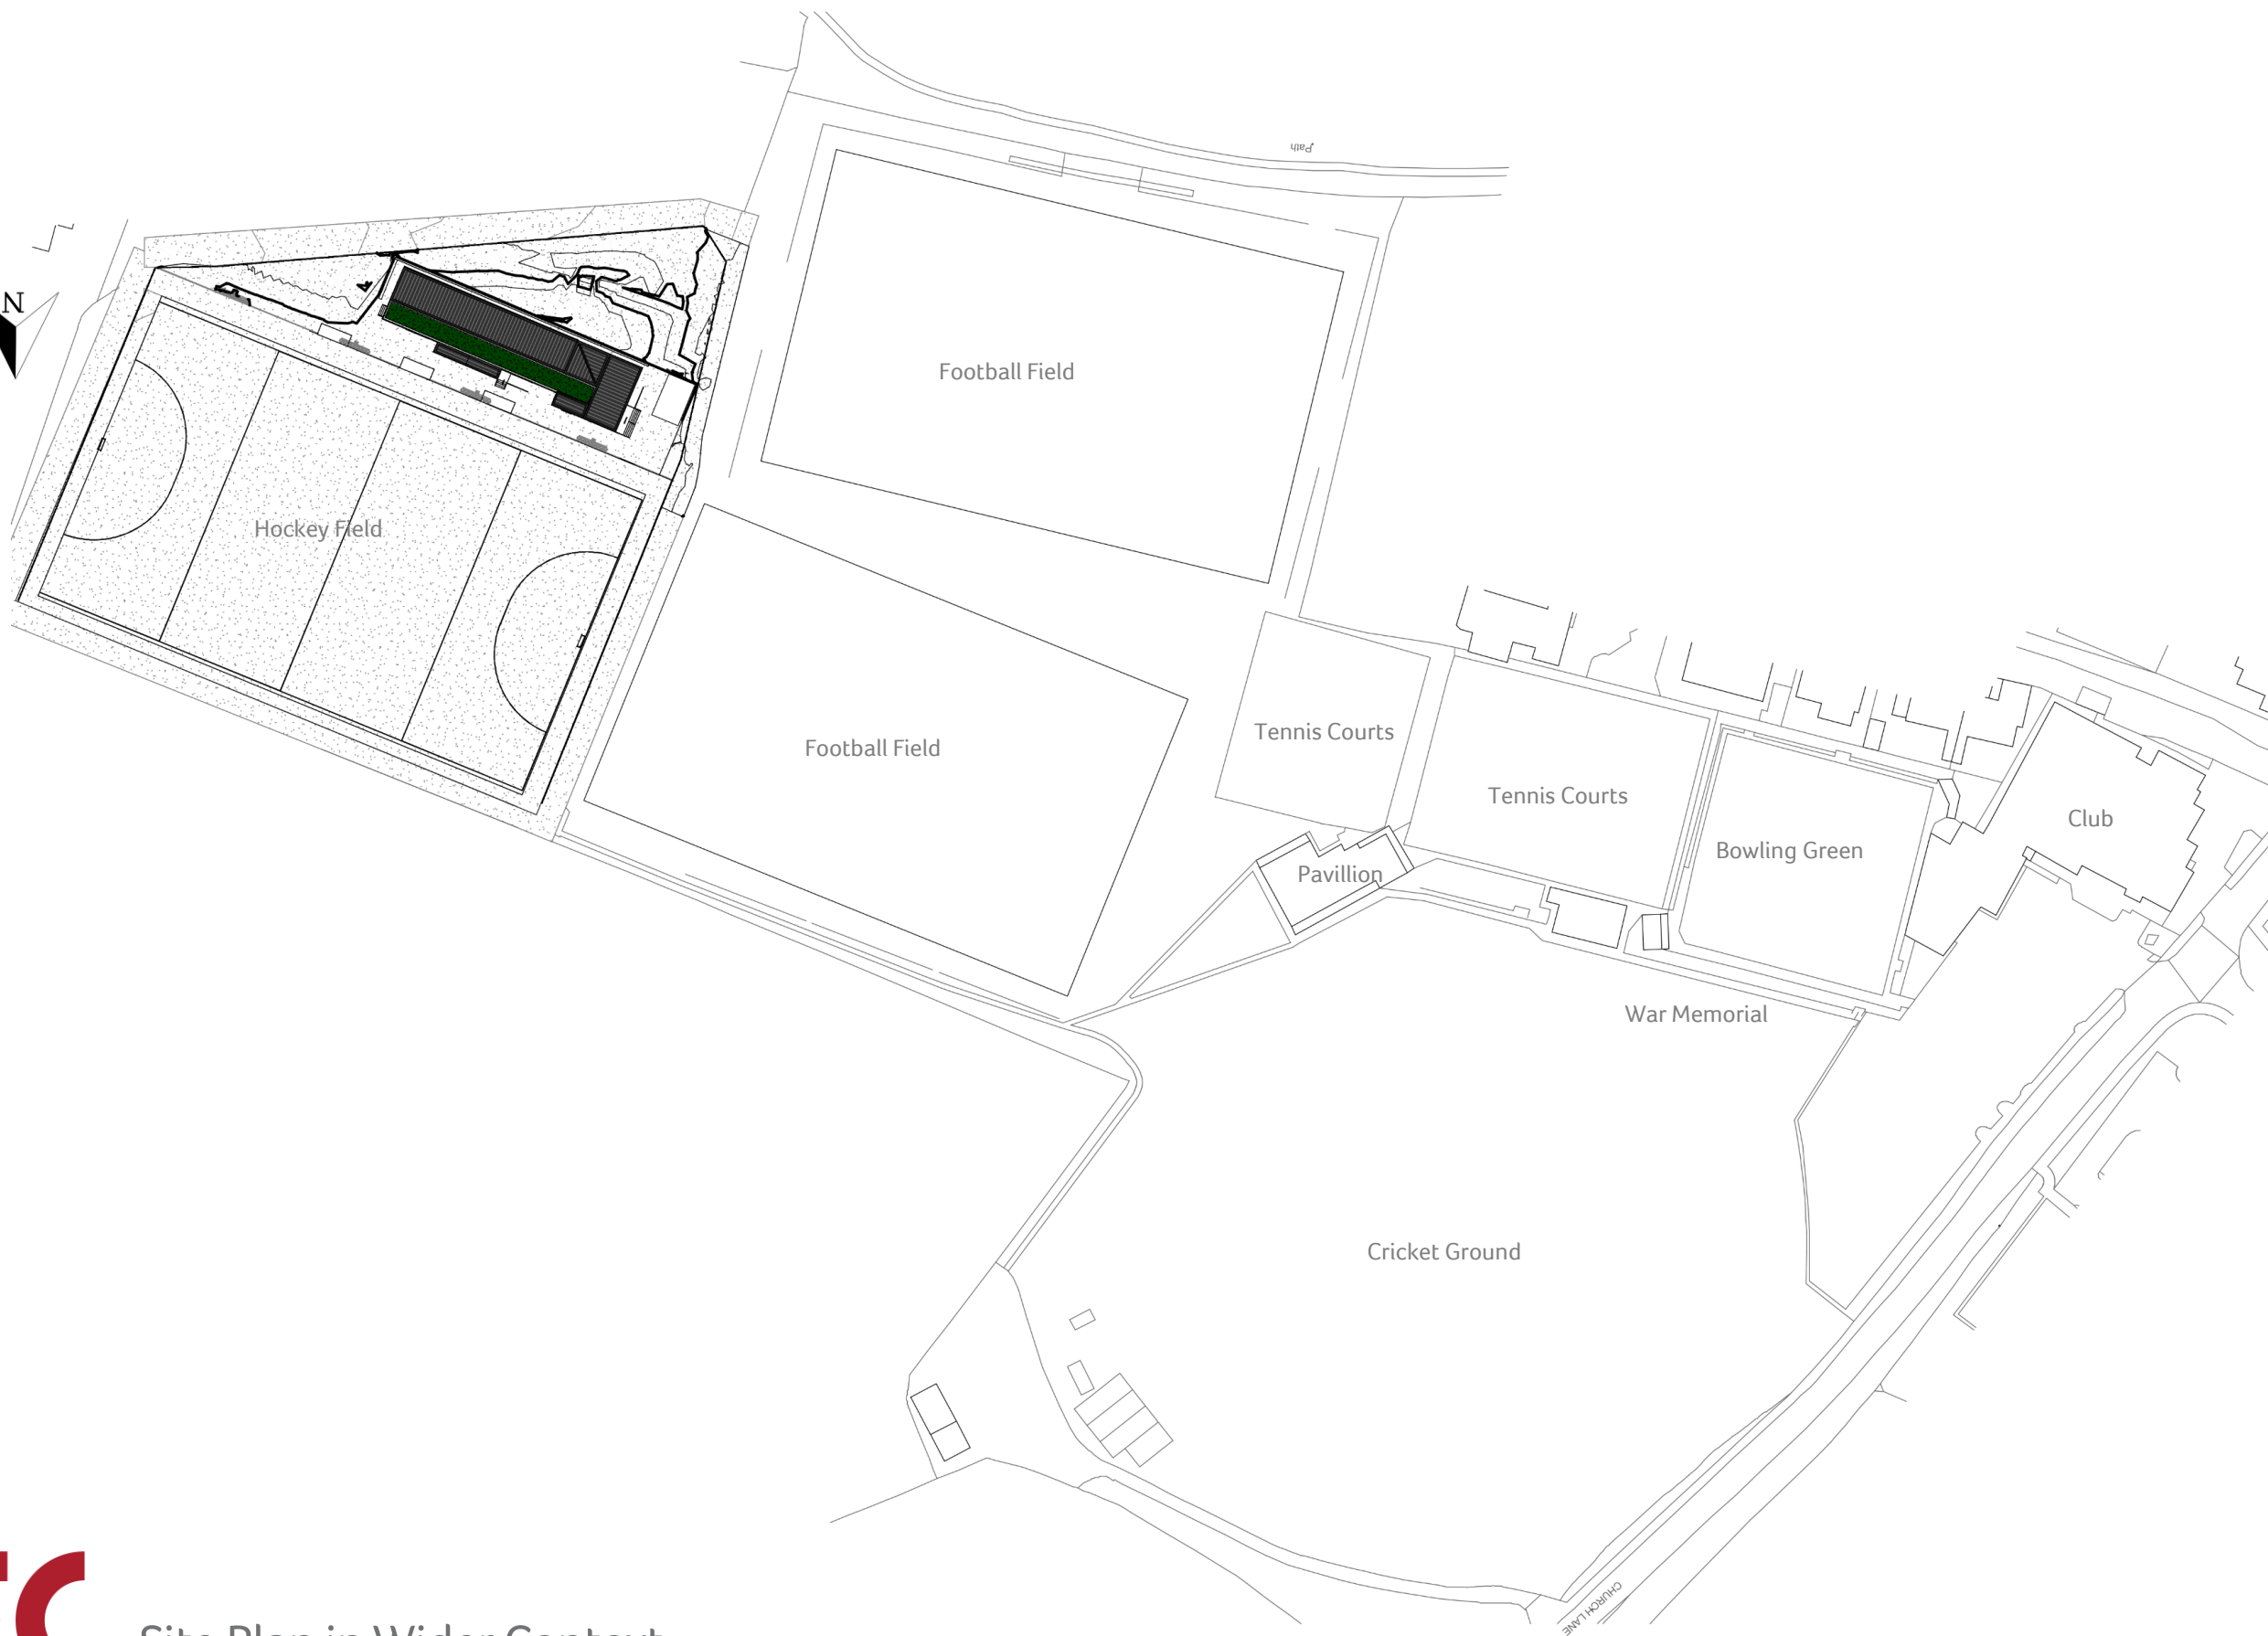 Path
N
Football Field
Hockey Field
Football Field
Tennis Courts
Tennis Courts
Club
Bowling Green
Pavillion
War Memorial
Cricket Ground
CHURCH LANE
Site Plan in Wider Context